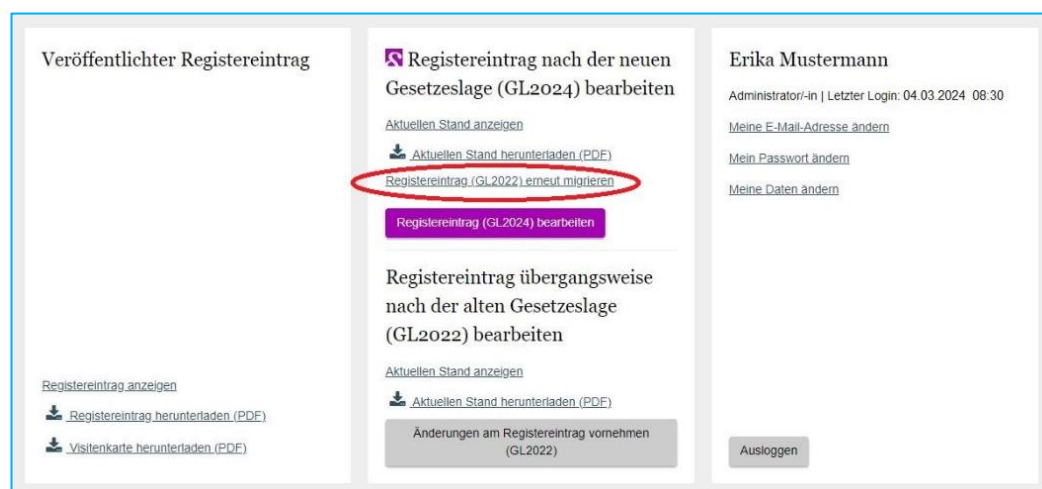 Veröffentlichter Registereintrag
Registereintrag anzeigen
Registereintrag herunterladen (PDF)
Visitenkarte herunterladen (PDF)
Registereintrag nach der neuen
Gesetzeslage (GL2024) bearbeiten
Aktuellen Stand anzeigen
Aktuellen Stand herunterladen (PDF)
Registereintrag (GL2022) erneut migrieren
Registereintrag (GL2024) bearbeiten
Registereintrag übergangsweise
nach der alten Gesetzeslage
(GL2022) bearbeiten
Aktuellen Stand anzeigen
Aktuellen Stand herunterladen (PDF)
Änderungen am Registereintrag vornehmen
(GL2022)
Erika Mustermann
Administrator/-in | Letzter Login: 04.03.2024 08:30
Meine E-Mail-Adresse ändern
Mein Passwort ändern
Meine Daten ändern
Ausloggen